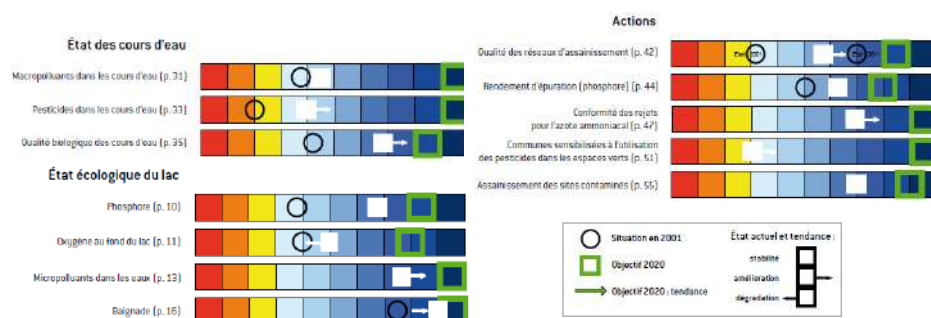 État des cours d'eau
Macropolluants dans les cours d'eau (p. 31)
Pesticides dans les cours d'eau (p. 33)
Qualité biologique des cours d'eau (p. 35)
État écologique du lac
Phosphore (p. 10)
Oxygène au fond du lac (p. 11)
Micropolluants dans les eaux (p. 13)
Baignade (p. 16)
Actions
Qualité des réseaux d'assainissement (p. 42)
Rendement d'épuration (phosphore) (p. 44)
Conformité des rejets
pour l'azote ammoniacal (p. 47)
Communes sensibilisées à l'utilisation
des pesticides dans les espaces verts (p. 51)
Assainissement des sites contaminés (p. 55)
Situation en 2001
Objectif 2020
Objectif 2020 : tendance
État actuel et tendance :
stabilité
amélioration
dégradation